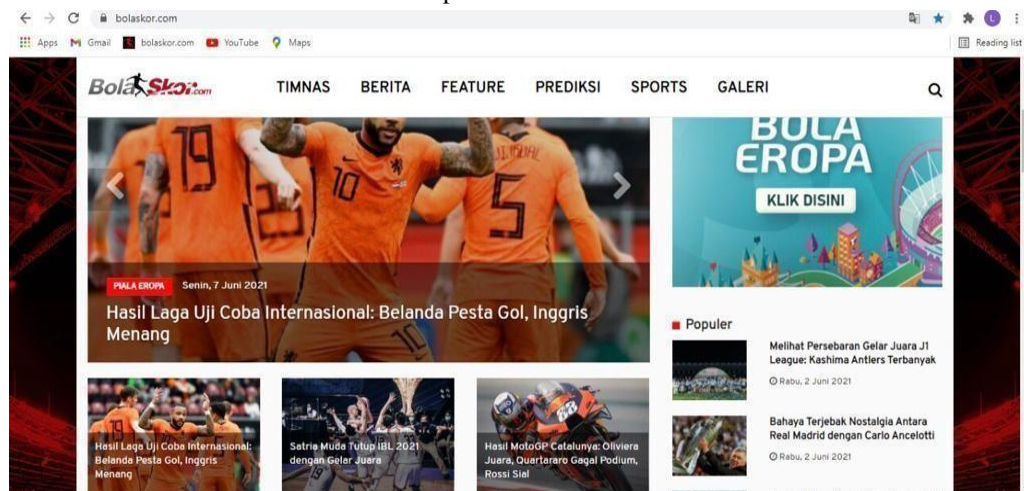 bolaskor.com
Apps Gmail bolaskor.com YouTube Maps Reading list
BolaSkor.com TIMNAS BERITA FEATURE PREDIKSI SPORTS GALERI
19 10 5
BOLA
EROPA
KLIK DISINI
PIALA EROPA Senin, 7 Juni 2021
Hasil Laga Uji Coba Internasional: Belanda Pesta Gol, Inggris
Menang
Populer
Melihat Persebaran Gelar Juara J1
League: Kashima Antlers Terbanyak
Rabu, 2 Juni 2021
Bahaya Terjebak Nostalgia Antara
Real Madrid dengan Carlo Ancelotti
Rabu, 2 Juni 2021
Hasil Laga Uji Coba Internasional:
Belanda Pesta Gol, Inggris
Menang
Satria Muda Tutup IBL 2021
dengan Gelar Juara
Hasil MotoGP Catalunya: Oliviera
Juara, Quartararo Gagal Podium,
Rossi Sial